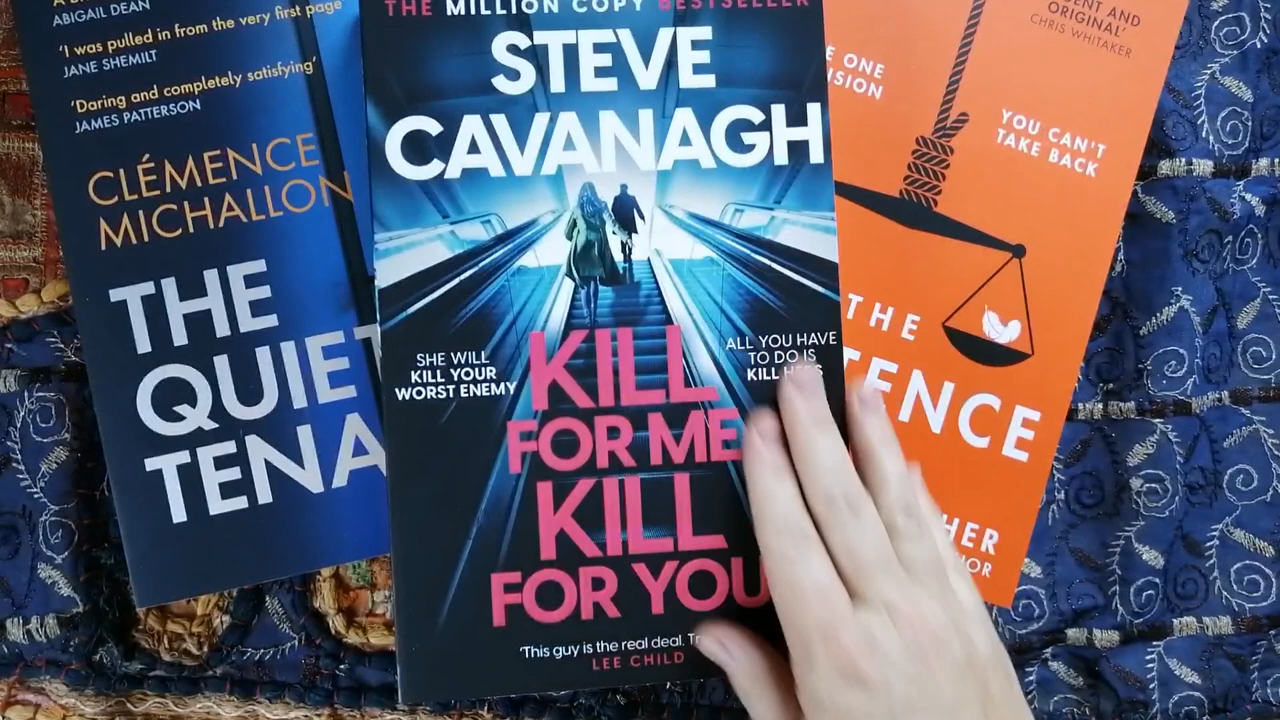 ABIGAIL DEAN
'I was pulled in from the very first page'
JANE SHEMILT
'Daring and completely satisfying'
JAMES PATTERSON
CLÉMENCE
MICHALLON
THE
QUIET
TENA
THE MILLION COPY BESTSELLER
STEVE
CAVANAGH
SHE WILL
KILL YOUR
WORST ENEMY
ALL YOU HAVE
TO DO IS
KILL HERS
KILL
FOR ME
KILL
FOR YOU
'This guy is the real deal.
LEE CHILD
ORIGINAL'
CHRIS WHITAKER
ONE
YOU CAN'T
TAKE BACK
THE
TENCE
HER